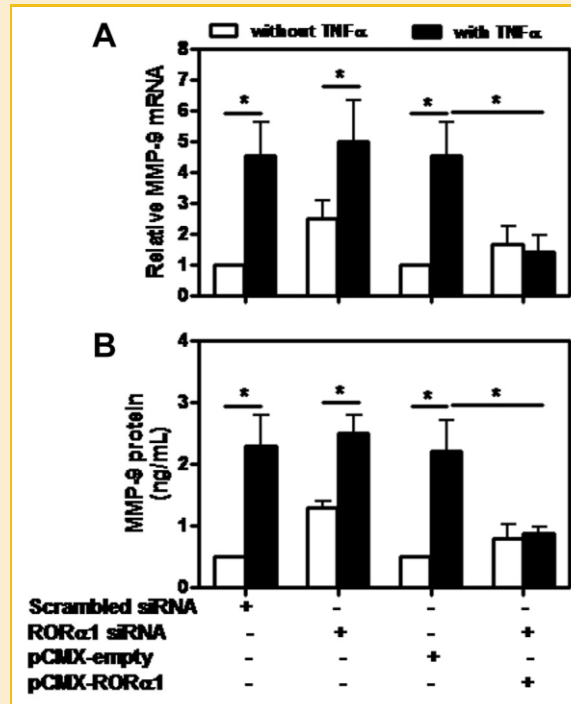 A
without TNFα with TNFα
8
7
6
5
4
3
2
1
0
Relative MMP-9 mRNA
* * * *
B
4
3
2
1
0
MMP-9 protein
(ng/mL)
* * * *
Scrambled siRNA + - - -
RORα1 siRNA - + - +
pCMX-empty - - + -
pCMX-RORα1 - - - +